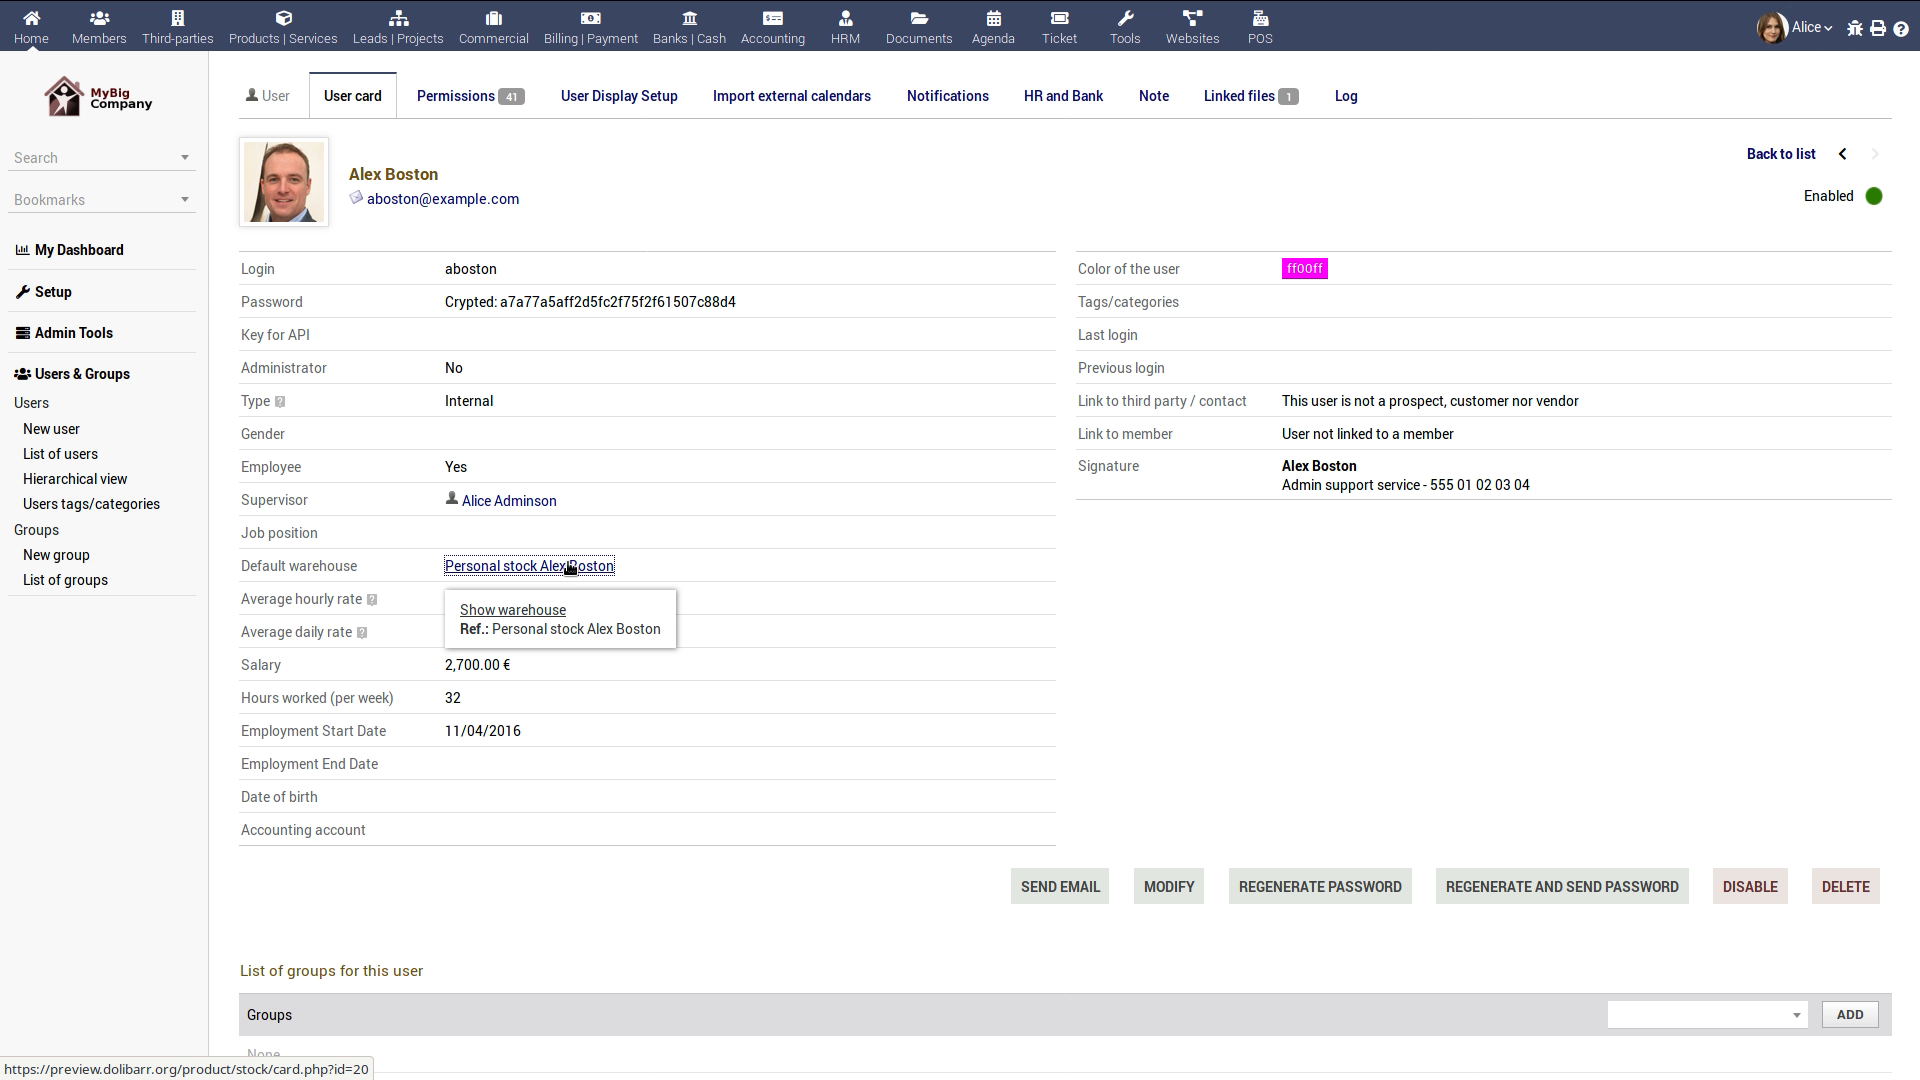 Home
Members
Third-parties
Products | Services
Leads | Projects
Commercial
Billing | Payment
Banks | Cash
Accounting
HRM
Documents
Agenda
Ticket
Tools
Websites
POS
Alice
MyBig
Company
Search
Bookmarks
My Dashboard
Setup
Admin Tools
Users & Groups
Users
New user
List of users
Hierarchical view
Users tags/categories
Groups
New group
List of groups
User
User card
Permissions 41
User Display Setup
Import external calendars
Notifications
HR and Bank
Note
Linked files 1
Log
Alex Boston
aboston@example.com
Back to list
Enabled
Login aboston
Password Crypted: a7a77a5aff2d5fc2f75f2f61507c88d4
Key for API
Administrator No
Type Internal
Gender
Employee Yes
Supervisor Alice Adminson
Job position
Default warehouse Personal stock Alex Boston
Average hourly rate
Show warehouse
Ref.: Personal stock Alex Boston
Average daily rate
Salary 2,700.00 €
Hours worked (per week) 32
Employment Start Date 11/04/2016
Employment End Date
Date of birth
Accounting account
Color of the user ff00ff
Tags/categories
Last login
Previous login
Link to third party / contact This user is not a prospect, customer nor vendor
Link to member User not linked to a member
Signature Alex Boston
Admin support service - 555 01 02 03 04
SEND EMAIL
MODIFY
REGENERATE PASSWORD
REGENERATE AND SEND PASSWORD
DISABLE
DELETE
List of groups for this user
Groups
ADD
None
https://preview.dolibarr.org/product/stock/card.php?id=20